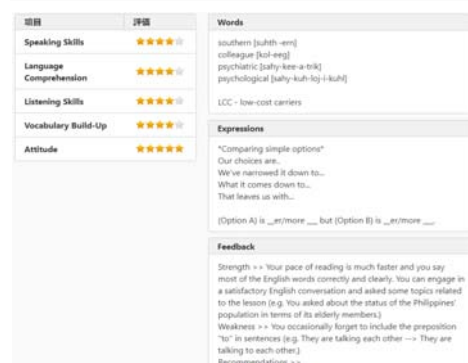 項目 評価
Speaking Skills
Language
Comprehension
Listening Skills
Vocabulary Build-Up
Attitude
Words
southern [suhth -ern]
colleague [kol-eeg]
psychiatric [sahy-kee-a-trik]
psychological [sahy-kuh-loj-i-kuhl]
LCC - low-cost carriers
Expressions
*Comparing simple options*
Our choices are..
We've narrowed it down to...
What it comes down to...
That leaves us with...
(Option A) is __er/more ___ but (Option B) is __er/more ___.
Feedback
Strength >> Your pace of reading is much faster and you say
most of the English words correctly and clearly. You can engage in
a satisfactory English conversation and asked some topics related
to the lesson (e.g. You asked about the status of the Philippines'
population in terms of its elderly members.)
Weakness >> You occasionally forget to include the preposition
"to" in sentences (e.g. They are talking each other --> They are
talking to each other.)
Recommendations >>